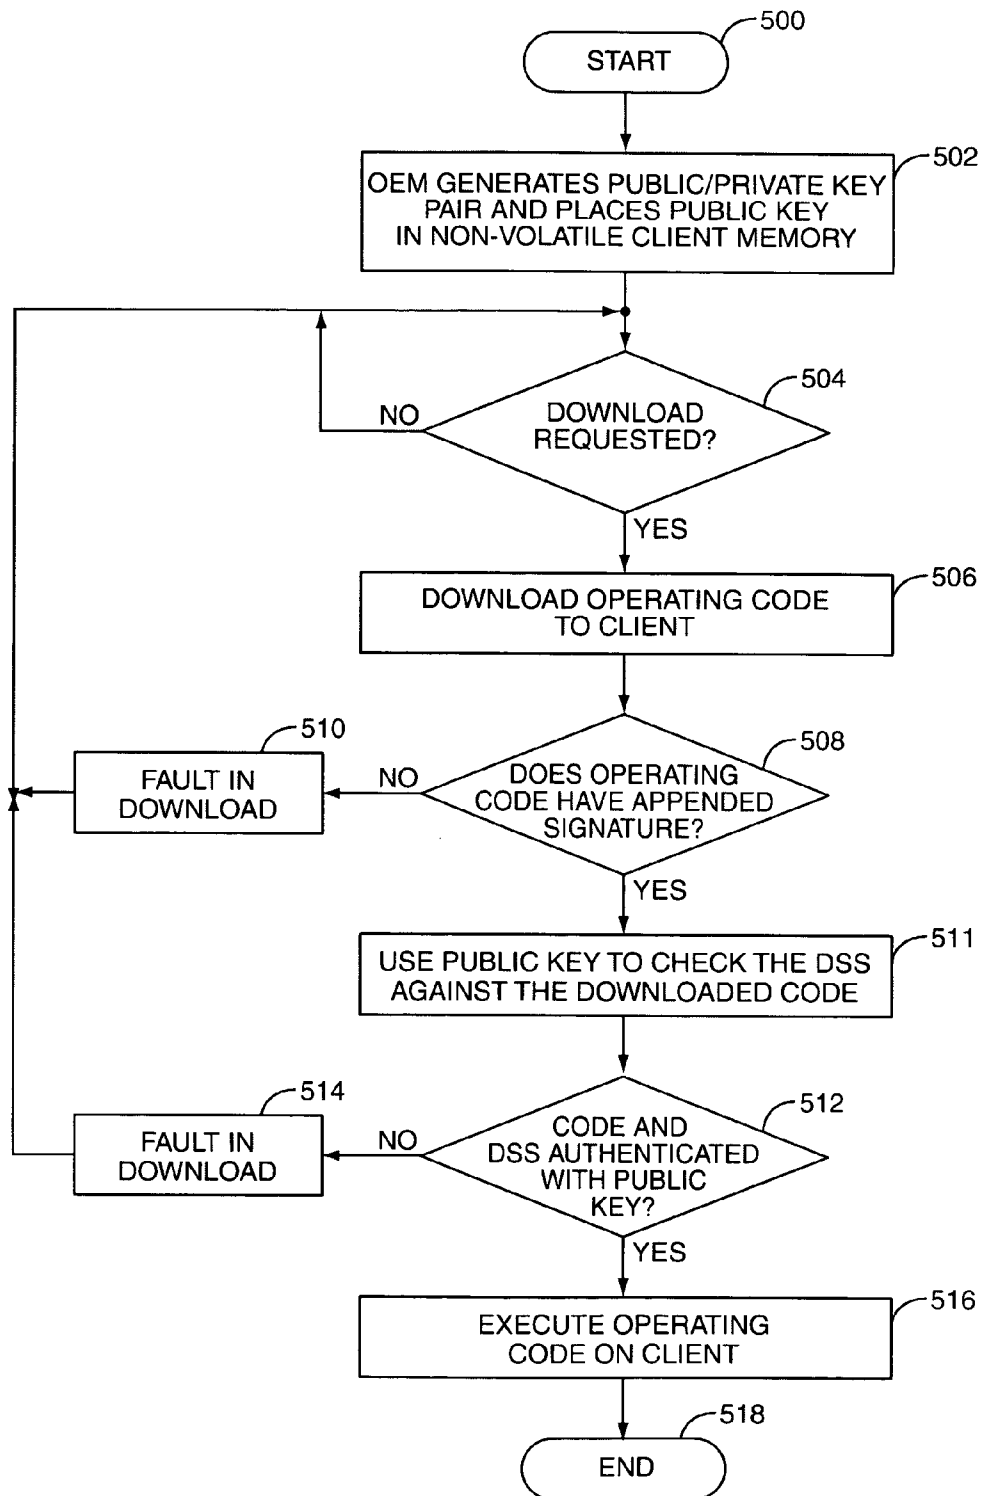 500
START
502
OEM GENERATES PUBLIC/PRIVATE KEY
PAIR AND PLACES PUBLIC KEY
IN NON-VOLATILE CLIENT MEMORY
504
NO
DOWNLOAD
REQUESTED?
YES
506
DOWNLOAD OPERATING CODE
TO CLIENT
510
508
FAULT IN
DOWNLOAD
NO
DOES OPERATING
CODE HAVE APPENDED
SIGNATURE?
YES
511
USE PUBLIC KEY TO CHECK THE DSS
AGAINST THE DOWNLOADED CODE
514
512
FAULT IN
DOWNLOAD
NO
CODE AND
DSS AUTHENTICATED
WITH PUBLIC
KEY?
YES
516
EXECUTE OPERATING
CODE ON CLIENT
518
END